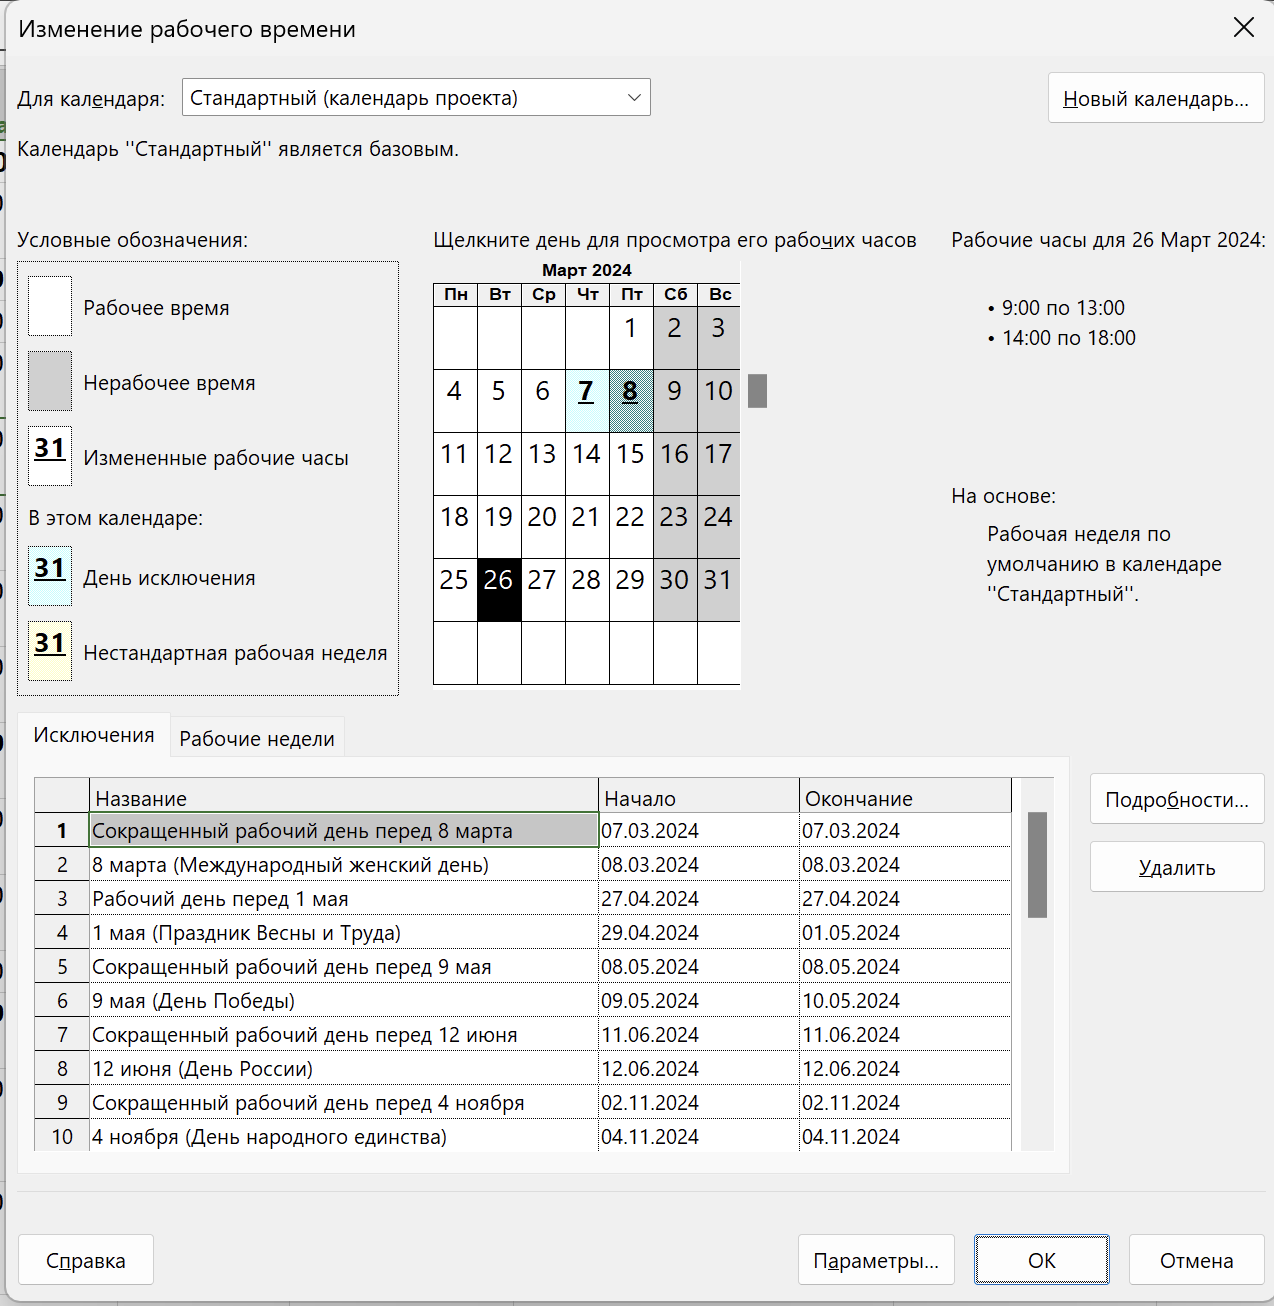 Изменение рабочего времени
Для календаря: Стандартный (календарь проекта) Новый календарь...
Календарь "Стандартный" является базовым.
Условные обозначения:
Рабочее время
Нерабочее время
31 Измененные рабочие часы
В этом календаре:
31 День исключения
31 Нестандартная рабочая неделя
Щелкните день для просмотра его рабочих часов
Март 2024
Пн Вт Ср Чт Пт Сб Вс
1 2 3
4 5 6 7 8 9 10
11 12 13 14 15 16 17
18 19 20 21 22 23 24
25 26 27 28 29 30 31
Рабочие часы для 26 Март 2024:
• 9:00 по 13:00
• 14:00 по 18:00
На основе:
Рабочая неделя по
умолчанию в календаре
"Стандартный".
Исключения Рабочие недели
Название Начало Окончание
1 Сокращенный рабочий день перед 8 марта 07.03.2024 07.03.2024
2 8 марта (Международный женский день) 08.03.2024 08.03.2024
3 Рабочий день перед 1 мая 27.04.2024 27.04.2024
4 1 мая (Праздник Весны и Труда) 29.04.2024 01.05.2024
5 Сокращенный рабочий день перед 9 мая 08.05.2024 08.05.2024
6 9 мая (День Победы) 09.05.2024 10.05.2024
7 Сокращенный рабочий день перед 12 июня 11.06.2024 11.06.2024
8 12 июня (День России) 12.06.2024 12.06.2024
9 Сокращенный рабочий день перед 4 ноября 02.11.2024 02.11.2024
10 4 ноября (День народного единства) 04.11.2024 04.11.2024
Подробности...
Удалить
Справка Параметры... ОК Отмена